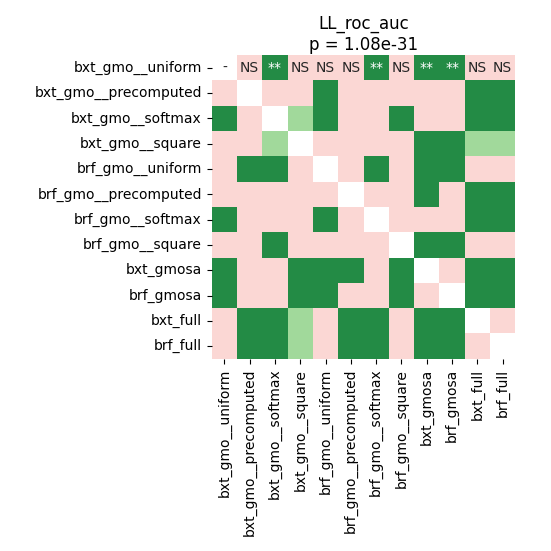 LL_roc_auc
p = 1.08e-31
bxt_gmo__uniform - NS ** NS NS NS ** NS ** ** NS NS
bxt_gmo__precomputed
bxt_gmo__softmax
bxt_gmo__square
brf_gmo__uniform
brf_gmo__precomputed
brf_gmo__softmax
brf_gmo__square
bxt_gmosa
brf_gmosa
bxt_full
brf_full
bxt_gmo__uniform
bxt_gmo__precomputed
bxt_gmo__softmax
bxt_gmo__square
brf_gmo__uniform
brf_gmo__precomputed
brf_gmo__softmax
brf_gmo__square
bxt_gmosa
brf_gmosa
bxt_full
brf_full